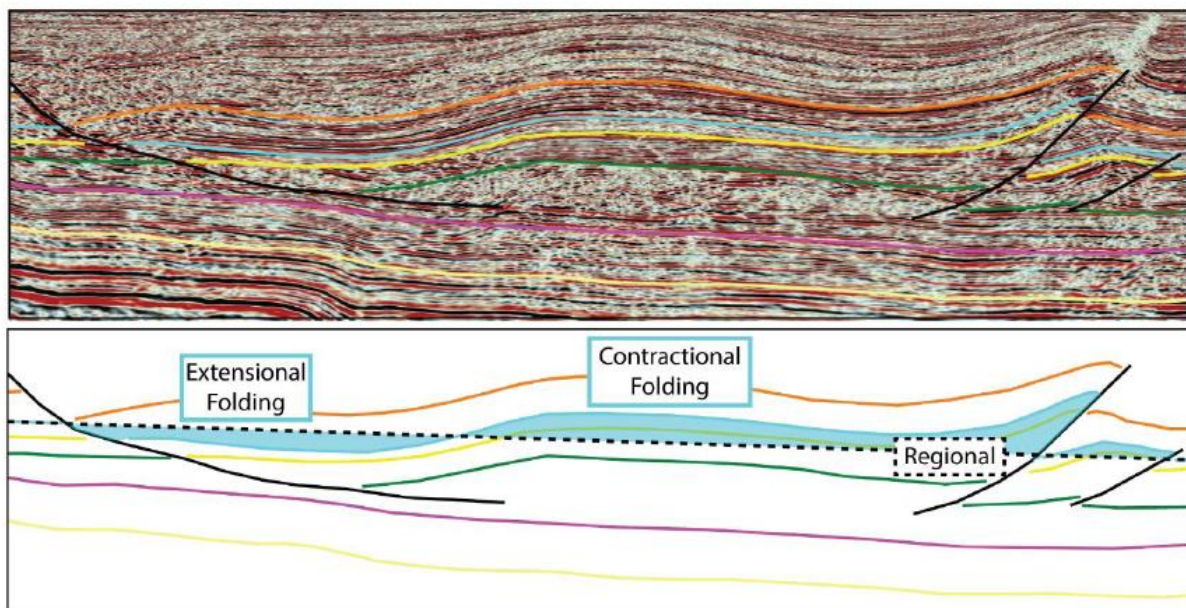 Extensional
Folding
Contractional
Folding
Regional